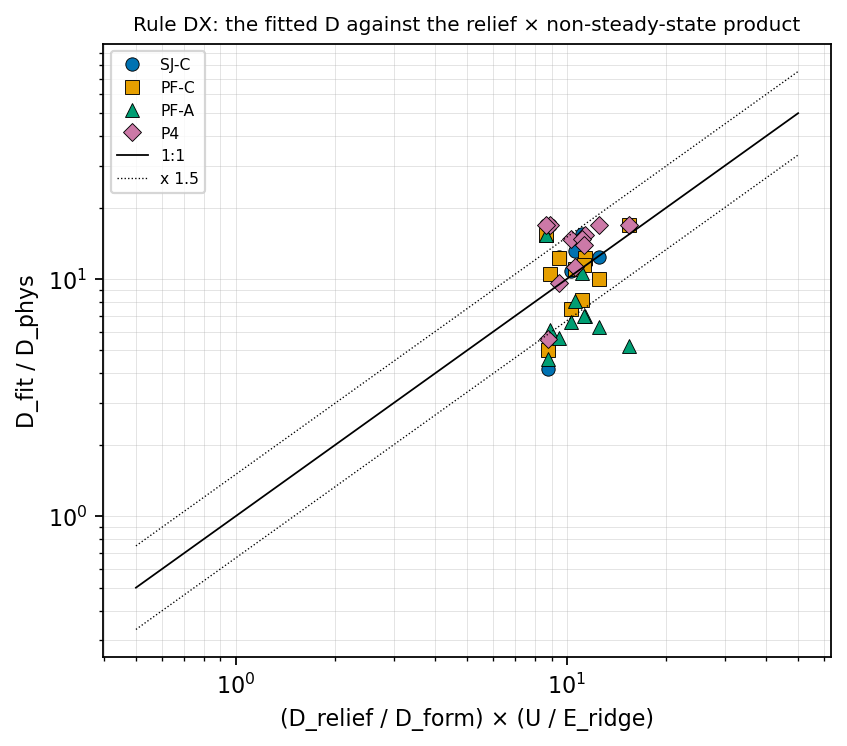 Rule DX: the fitted D against the relief × non-steady-state product
SJ-C
PF-C
PF-A
P4
1:1
x 1.5
D_fit / D_phys
10¹
10⁰
10⁰
10¹
(D_relief / D_form) × (U / E_ridge)